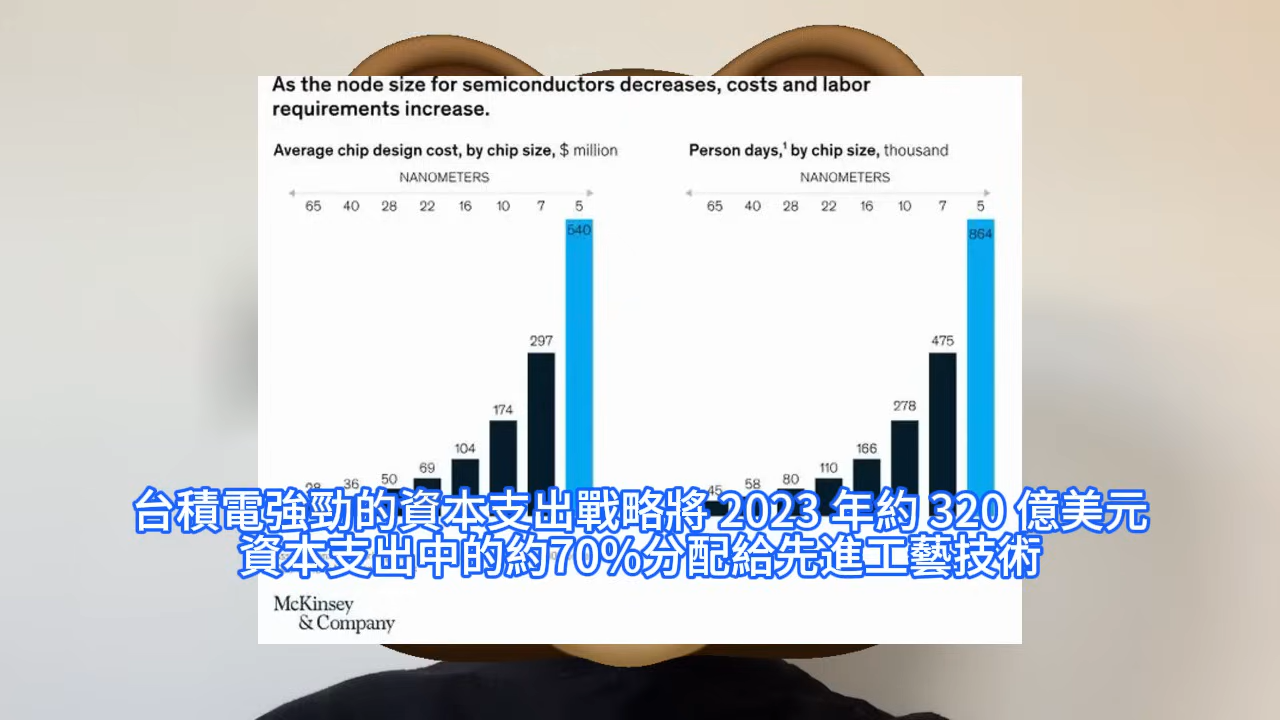 As the node size for semiconductors decreases, costs and labor
requirements increase.
Average chip design cost, by chip size, $ million
NANOMETERS
65 40 28 22 16 10 7 5
540
297
174
104
69
50
36
28
Person days,¹ by chip size, thousand
NANOMETERS
65 40 28 22 16 10 7 5
864
475
278
166
110
80
58
45
台積電強勁的資本支出戰略將 2023 年約 320 億美元
資本支出中的約70%分配給先進工藝技術
McKinsey
& Company